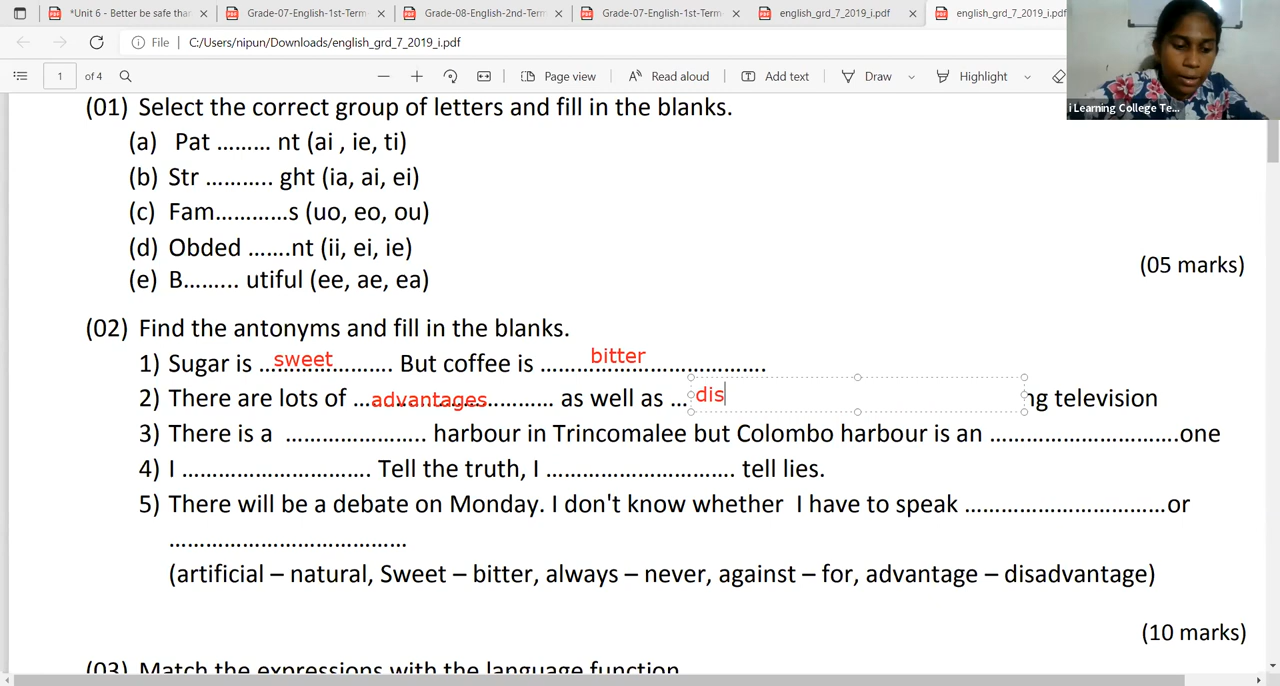 *Unit 6 - Better be safe than
Grade-07-English-1st-Term-
Grade-08-English-2nd-Term-
Grade-07-English-1st-Term-
english_grd_7_2019_i.pdf
english_grd_7_2019_i.pdf
File C:/Users/nipun/Downloads/english_grd_7_2019_i.pdf
1 of 4 Page view Read aloud Add text Draw Highlight
i Learning College Te...
(01) Select the correct group of letters and fill in the blanks.
(a) Pat ......... nt (ai , ie, ti)
(b) Str ........... ght (ia, ai, ei)
(c) Fam............s (uo, eo, ou)
(d) Obded .......nt (ii, ei, ie)
(e) B......... utiful (ee, ae, ea)
(05 marks)
(02) Find the antonyms and fill in the blanks.
1) Sugar is ...sweet.......... But coffee is ........bitter....................
2) There are lots of ...advantages........... as well as ...dis ng television
3) There is a ....................... harbour in Trincomalee but Colombo harbour is an ...............................one
4) I ............................... Tell the truth, I ............................... tell lies.
5) There will be a debate on Monday. I don't know whether I have to speak .................................or
.......................................
(artificial – natural, Sweet – bitter, always – never, against – for, advantage – disadvantage)
(10 marks)
(03) Match the expressions with the language function.